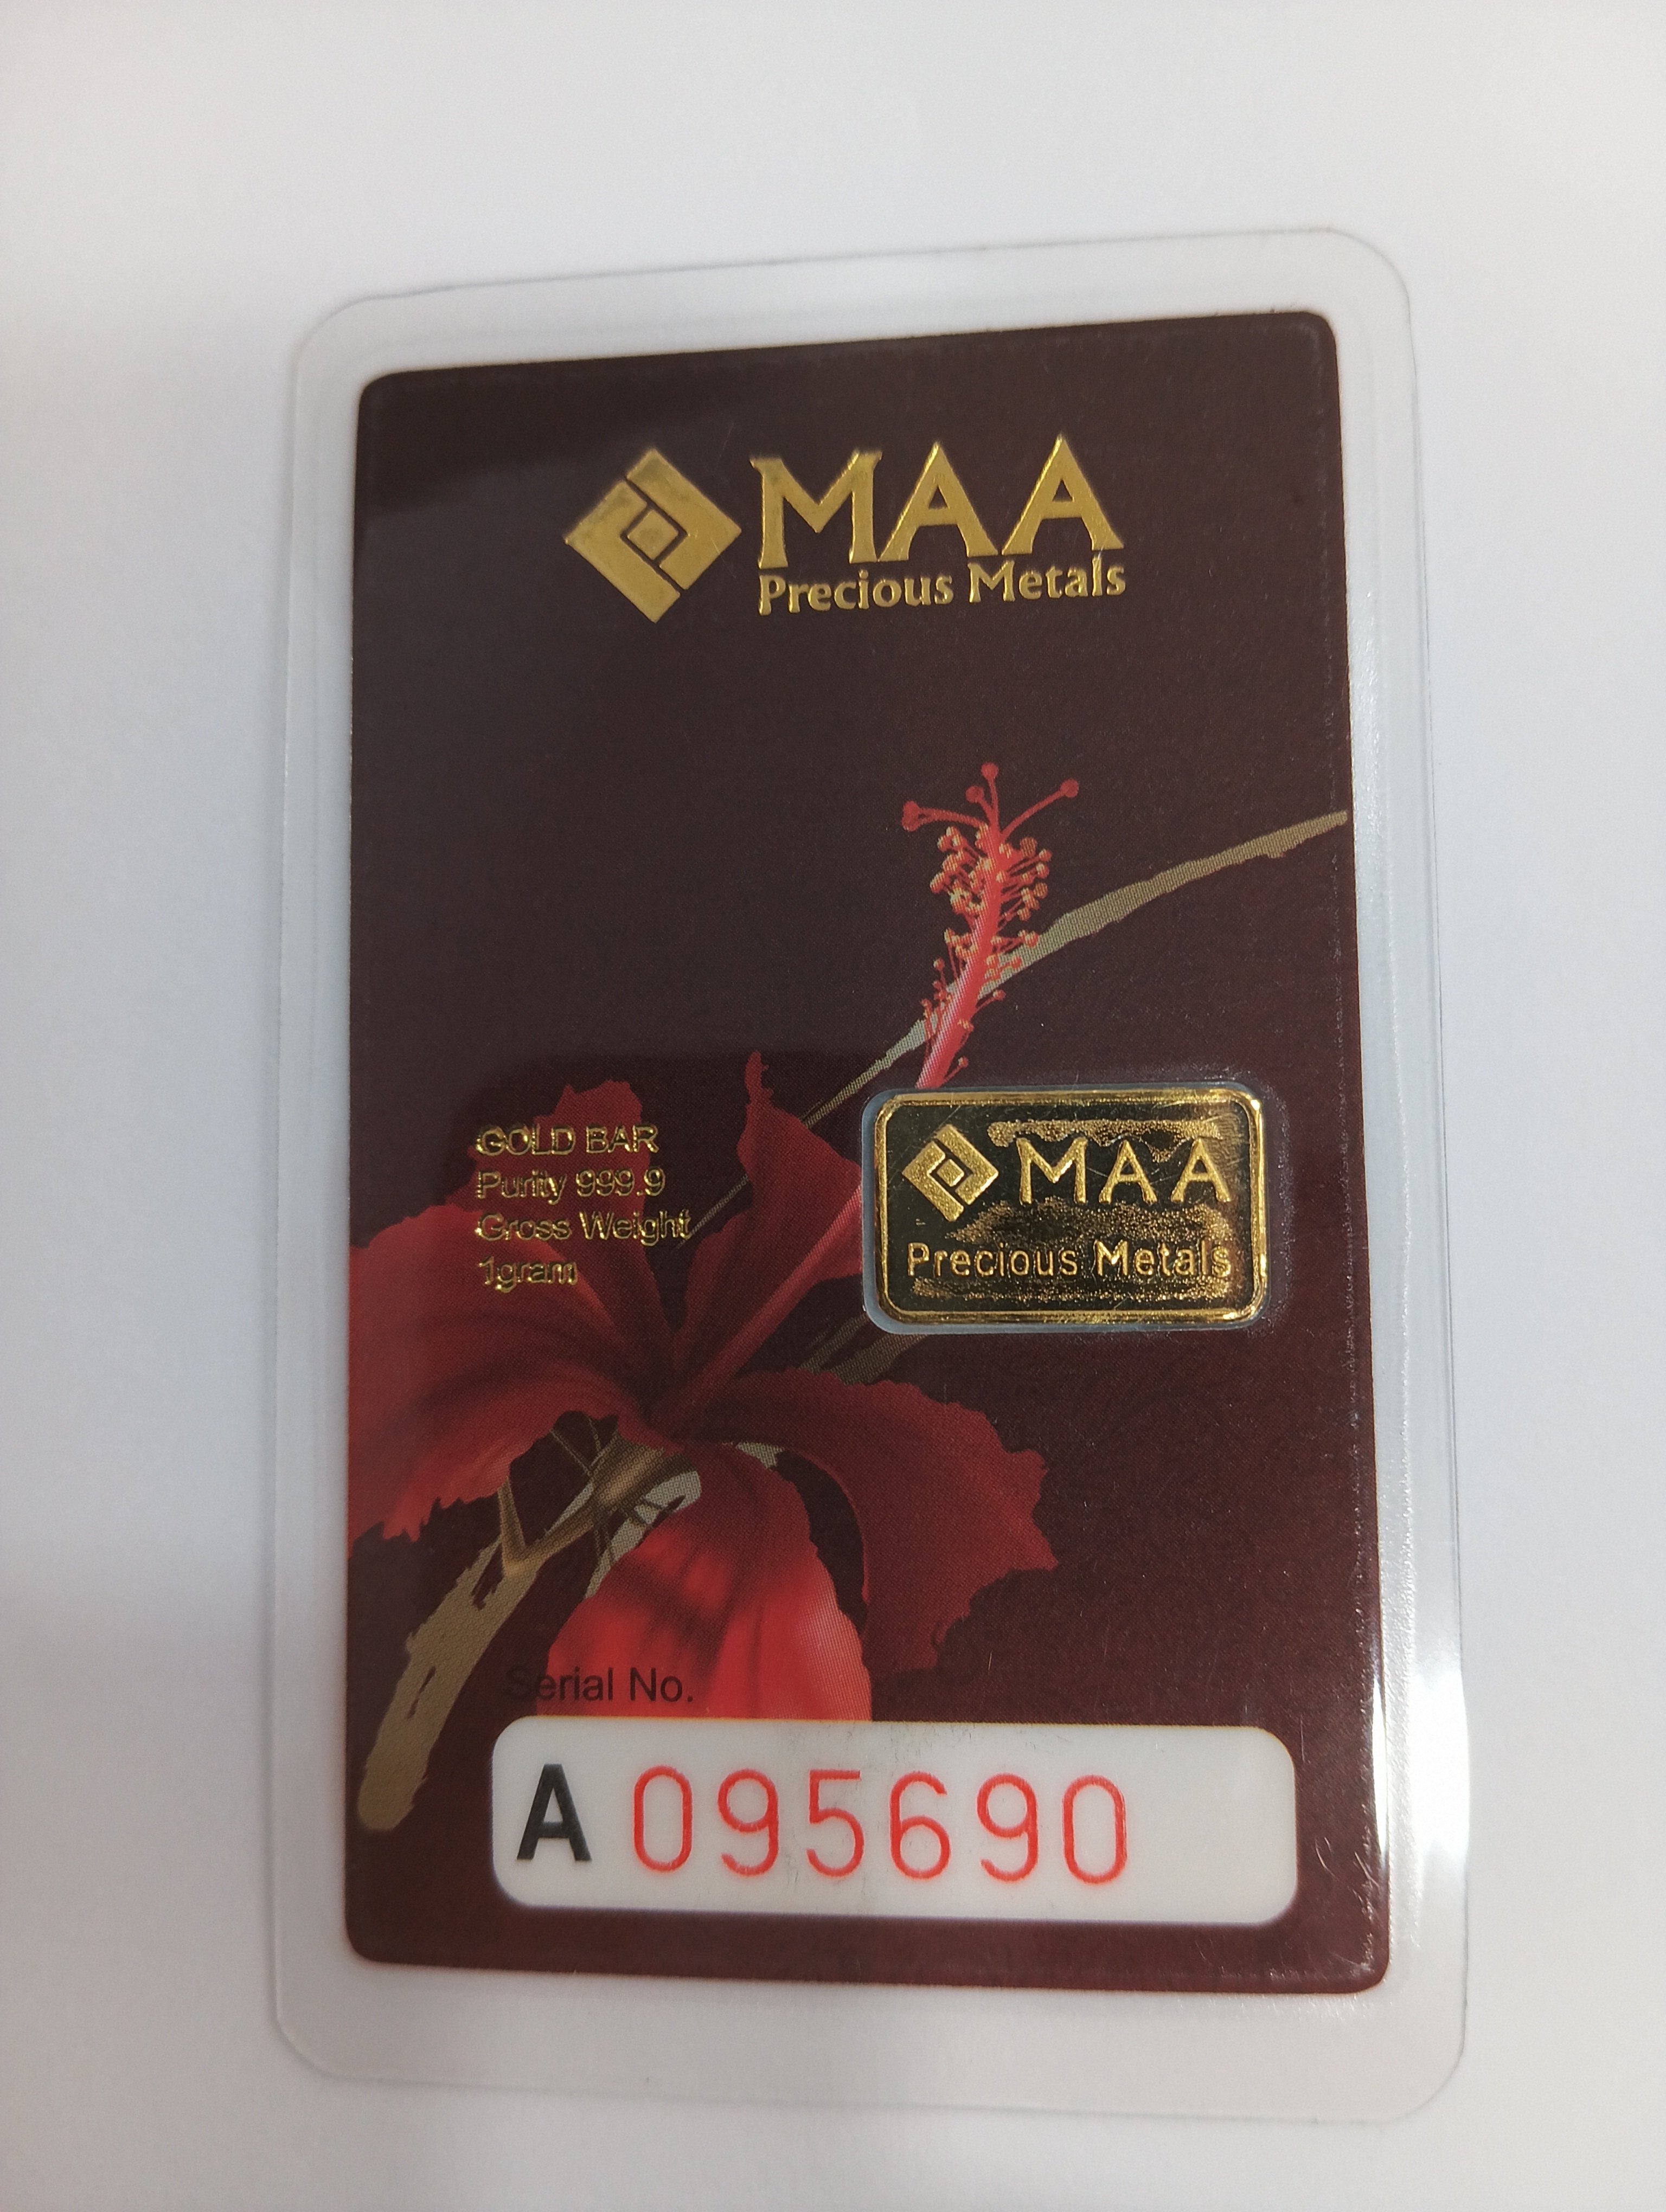 MAA
Precious Metals
GOLD BAR
Purity 999.9
Gross Weight
1gram
MAA
Precious Metals
Serial No.
A 095690